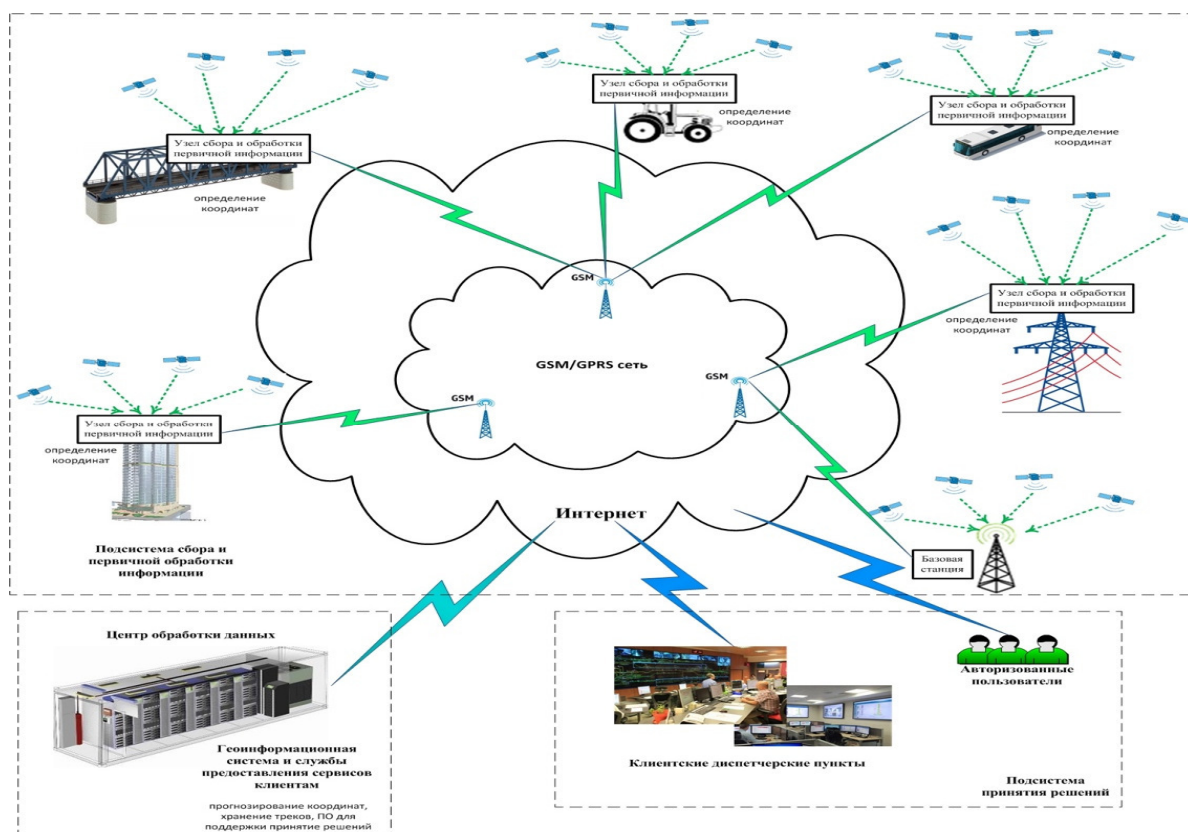 Узел сбора и обработки
первичной информации
определение
координат
Узел сбора и обработки
первичной информации
определение
координат
Узел сбора и обработки
первичной информации
определение
координат
Узел сбора и обработки
первичной информации
определение
координат
Узел сбора и обработки
первичной информации
определение
координат
GSM
GSM/GPRS сеть
GSM
GSM
Интернет
Базовая
станция
Подсистема сбора и
первичной обработки
информации
Центр обработки данных
Геоинформационная
система и службы
предоставления сервисов
клиентам
прогнозирование координат,
хранение треков, ПО для
поддержки принятие решений
Авторизованные
пользователи
Клиентские диспетчерские пункты
Подсистема
принятия решений